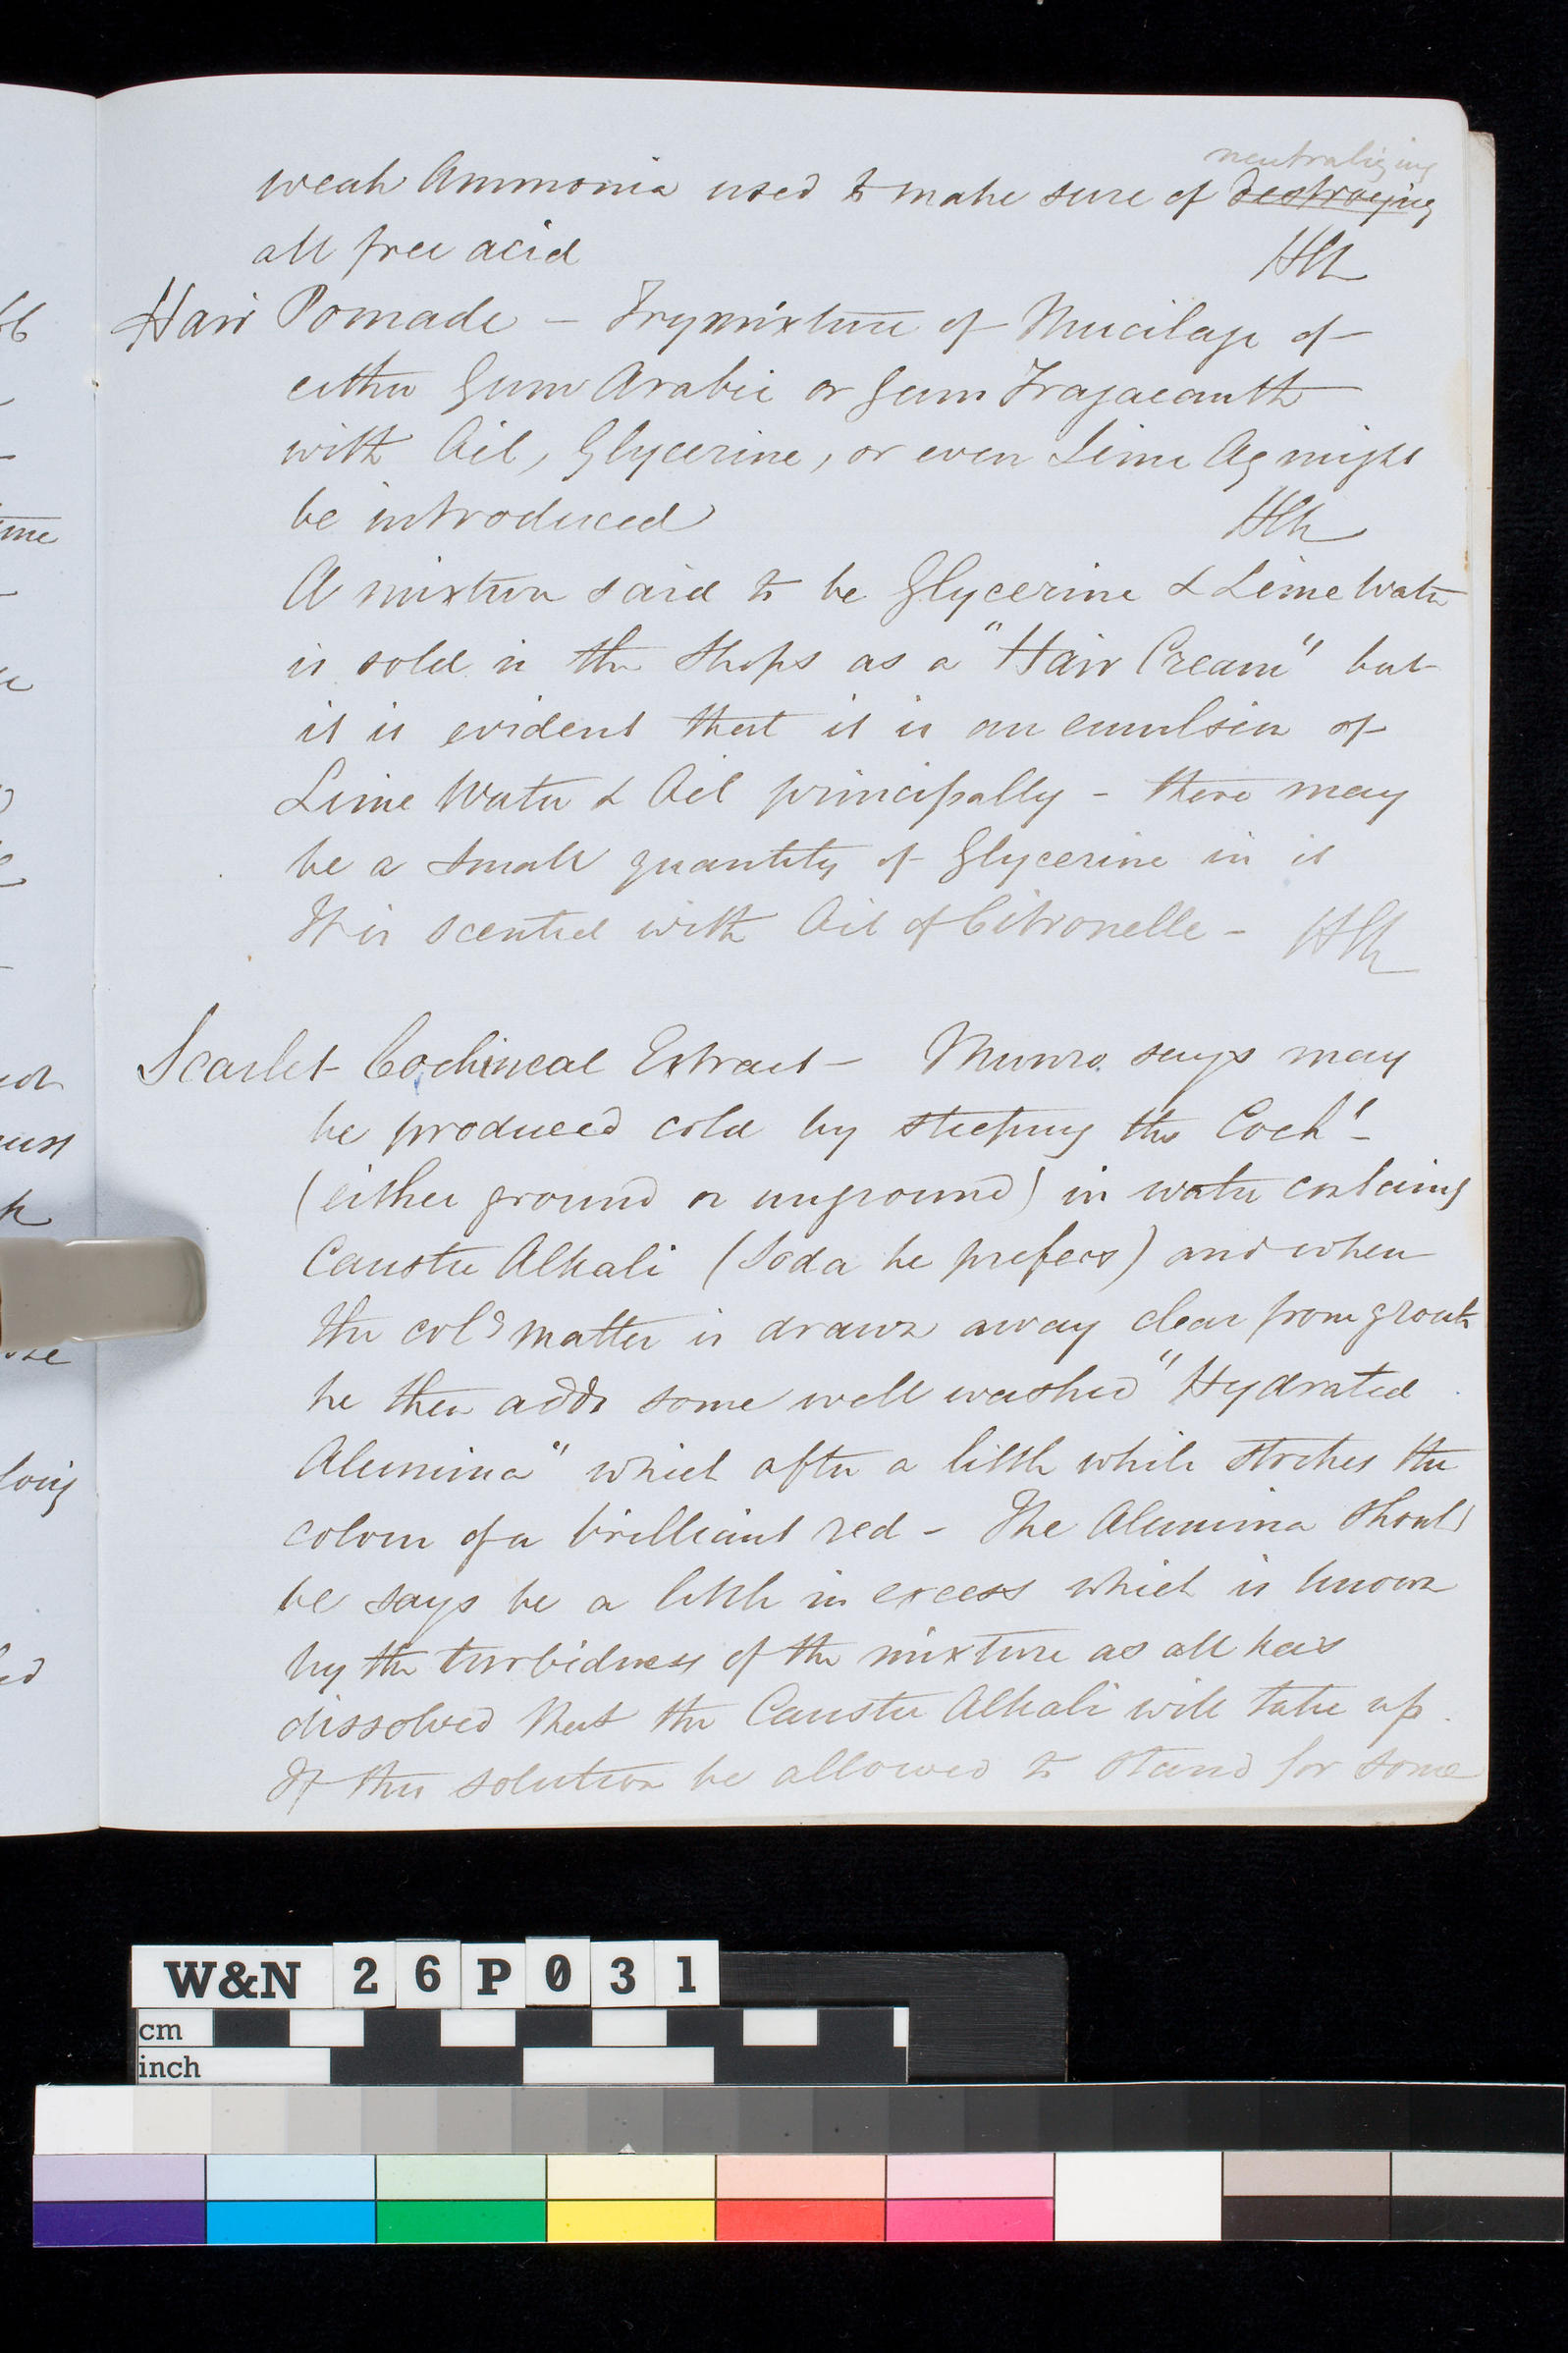 neutralizing
weak Ammonia used to make sure of destroying
all free acid
Hair Pomade - Try mixture of Mucilage of
either Gum Arabic or Gum Tragacanth
with Oil, Glycerine, or even Lime Aq might
be introduced
A mixture said to be Glycerine & Lime Water
is sold in the shops as a "Hair Cream" but
it is evident that it is an emulsion of
Lime Water & Oil principally - there may
be a small quantity of Glycerine in it
It is scented with Oil of Citronelle -
Scarlet Cochineal Extract - Munro says may
be produced cold by steeping the Coch'-
(either ground or unground) in water containg
Caustic Alkali (Soda he prefers) and when
the cold matter is drawn away clear from grouts
he then adds some well washed "Hydrated
Alumina" which after a little while strikes the
colour of a brilliant red - The Alumina should
he says be a little in excess which is known
by the turbidness of the mixture as all has
dissolved that the Caustic Alkali will take up.
If this solution be allowed to stand for some
W&N 26P031
cm
inch